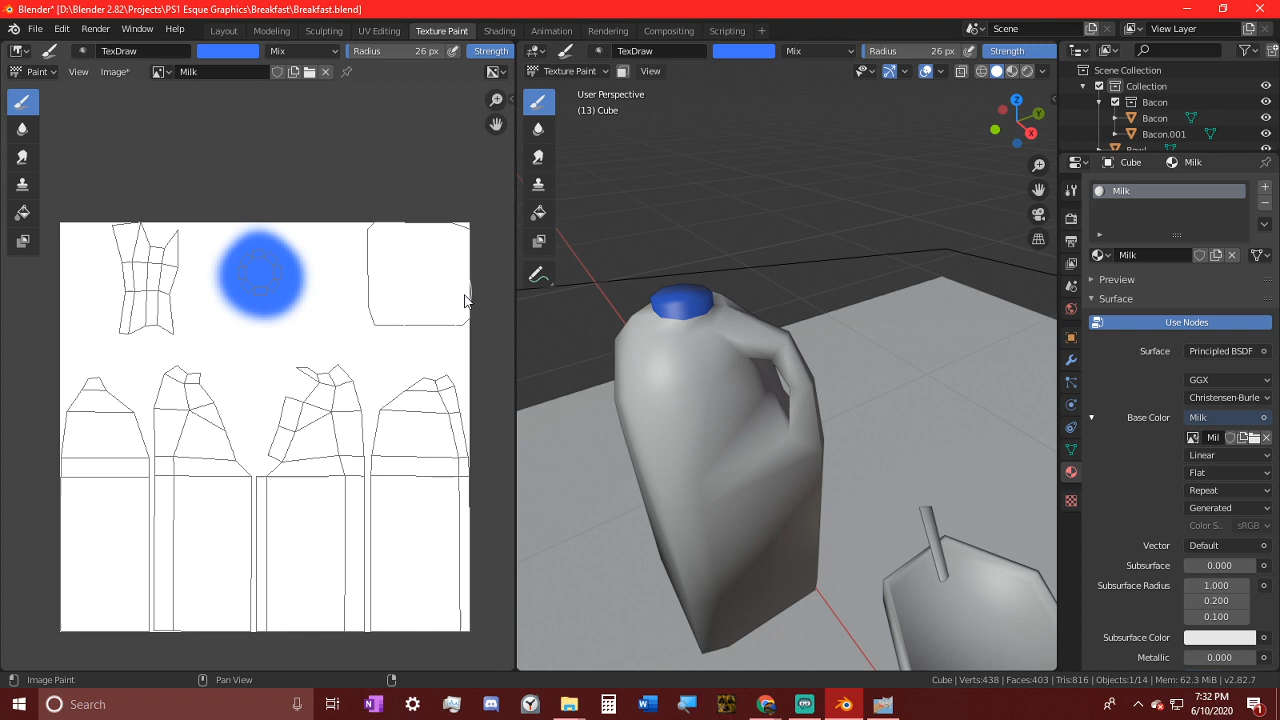 Blender* [D:\Blender 2.82\Projects\PS1 Esque Graphics\Breakfast\Breakfast.blend]
File Edit Render Window Help Layout Modeling Sculpting UV Editing Texture Paint Shading Animation Rendering Compositing Scripting + Scene View Layer
TexDraw Mix Radius 26 px Strength TexDraw Mix Radius 26 px Strength
Paint View Image* Milk Texture Paint View
User Perspective
(13) Cube
Z
Y
X
Scene Collection
Collection
Bacon
Bacon
Bacon.001
Cube Milk
Milk
Milk
Preview
Surface
Use Nodes
Surface Principled BSDF
GGX
Christensen-Burle
Base Color Milk
Mil
Linear
Flat
Repeat
Generated
Color S.. sRGB
Vector Default
Subsurface 0.000
Subsurface Radius 1.000
0.200
0.100
Subsurface Color
Metallic 0.000
Image Paint Pan View Cube | Verts:438 | Faces:403 | Tris:816 | Objects:1/14 | Mem: 62.3 MiB | v2.82.7
Search 7:32 PM
6/10/2020